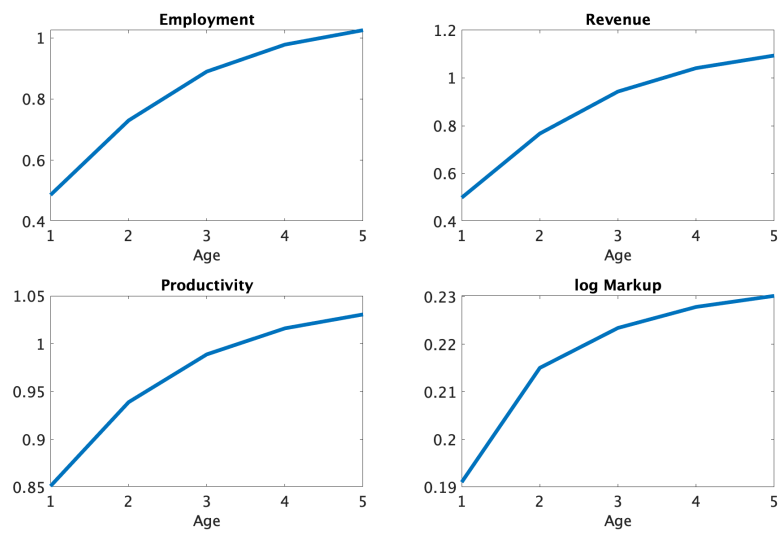 Employment
1
0.8
0.6
0.4
1 2 3 4 5
Age
Revenue
1.2
1
0.8
0.6
0.4
1 2 3 4 5
Age
Productivity
1.05
1
0.95
0.9
0.85
1 2 3 4 5
Age
log Markup
0.23
0.22
0.21
0.2
0.19
1 2 3 4 5
Age